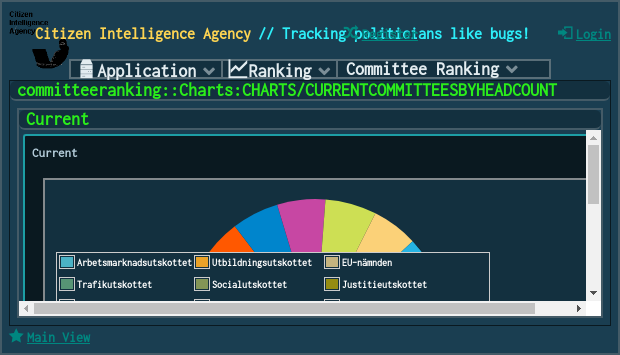 Citizen
Intelligence
Agency
Citizen Intelligence Agency // Tracking politicians like bugs!
Register
Login
Application
Ranking
Committee Ranking
committeeranking::Charts:CHARTS/CURRENTCOMMITTEESBYHEADCOUNT
Current
Current
Arbetsmarknadsutskottet Utbildningsutskottet EU-nämnden
Trafikutskottet Socialutskottet Justitieutskottet
Main View